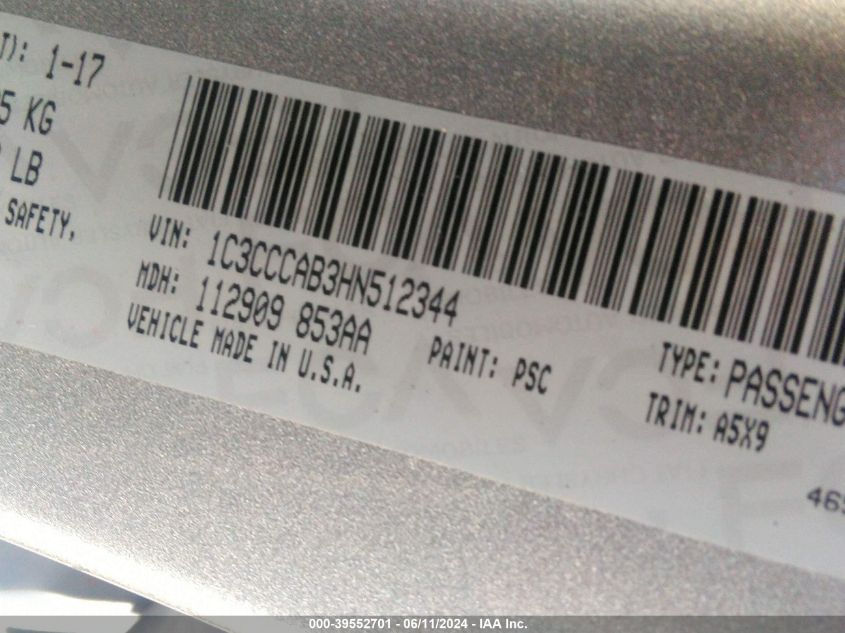 T): 1-17
5 KG
LB
SAFETY,
VIN: 1C3CCCAB3HN512344
MDH: 112909 853AA
VEHICLE MADE IN U.S.A.
PAINT: PSC
TYPE: PASSENG
TRIM: A5X9
465
000-39552701 - 06/11/2024 - IAA Inc.